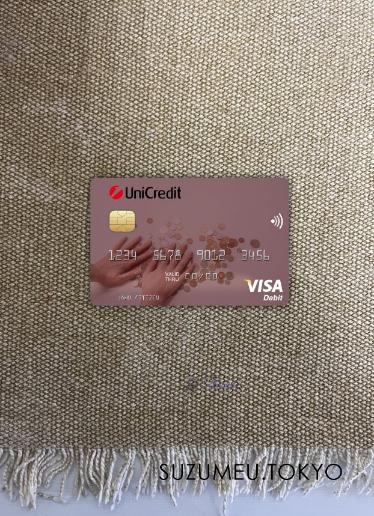 UniCredit
1234 5678 9012 3456
VALID
THRU
00/00
VISA
Debit
SUZUMEU.TOKYO